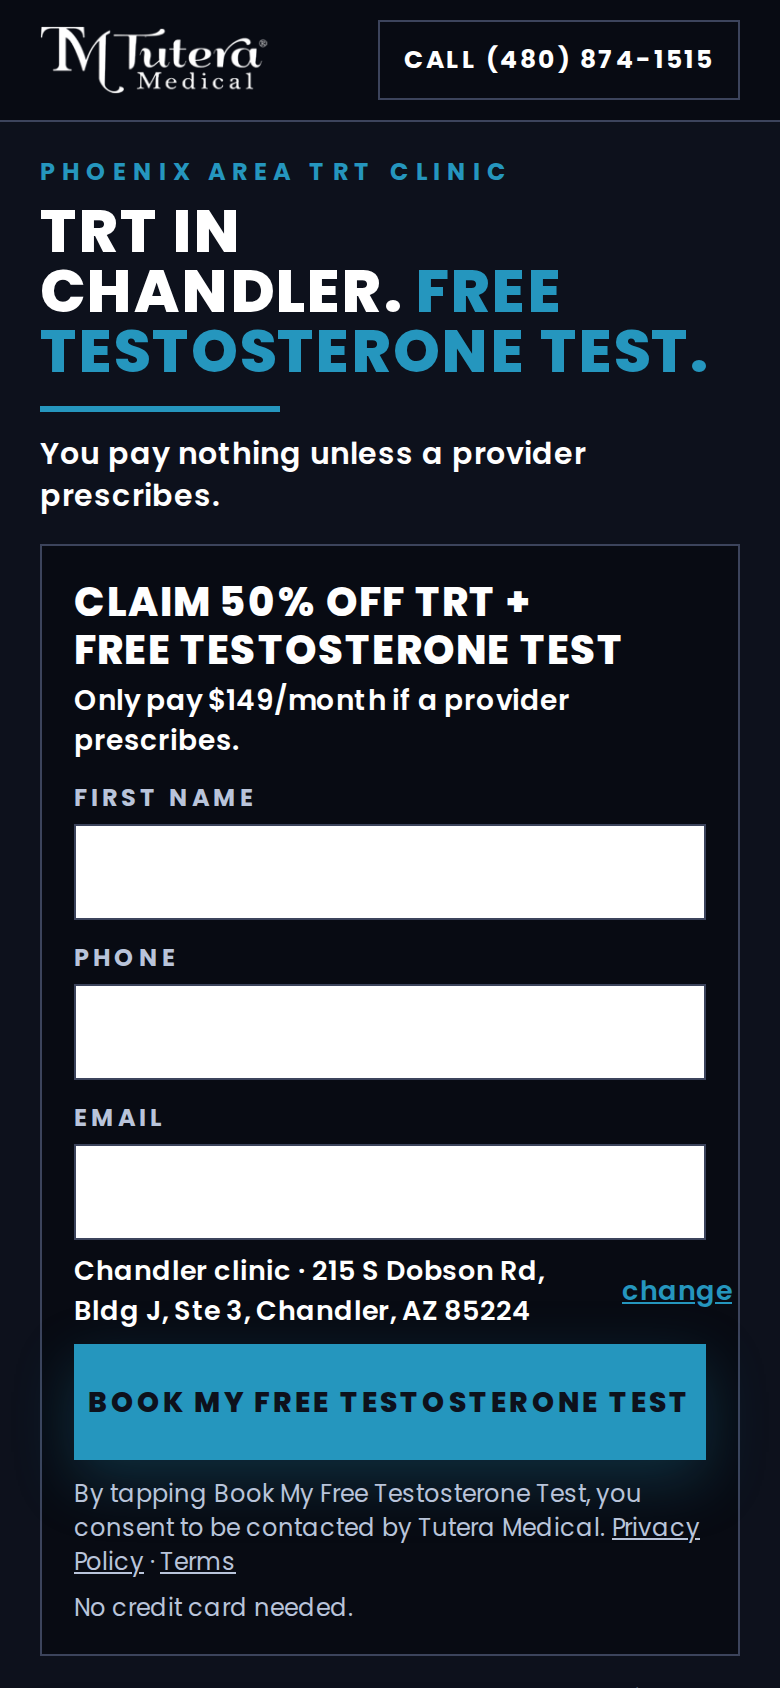 TM Tutera®
Medical
CALL (480) 874-1515
PHOENIX AREA TRT CLINIC
TRT IN
CHANDLER. FREE
TESTOSTERONE TEST.
You pay nothing unless a provider
prescribes.
CLAIM 50% OFF TRT +
FREE TESTOSTERONE TEST
Only pay $149/month if a provider
prescribes.
FIRST NAME
PHONE
EMAIL
Chandler clinic · 215 S Dobson Rd,
Bldg J, Ste 3, Chandler, AZ 85224
change
BOOK MY FREE TESTOSTERONE TEST
By tapping Book My Free Testosterone Test, you
consent to be contacted by Tutera Medical. Privacy
Policy · Terms
No credit card needed.